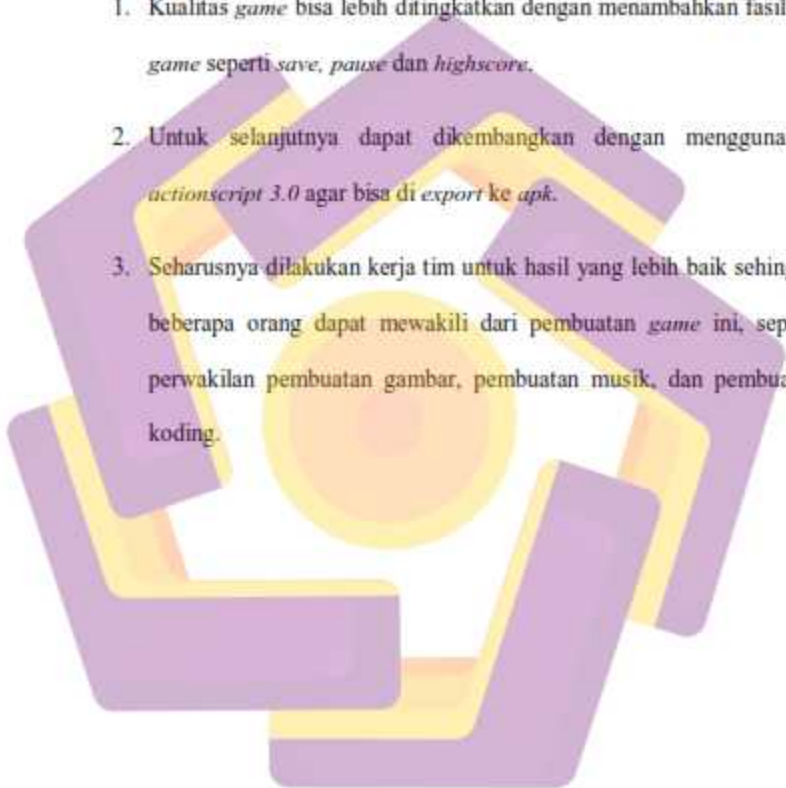 1. Kualitas game bisa lebih ditingkatkan dengan menambahkan fasil
game seperti save, pause dan highscore.
2. Untuk selanjutnya dapat dikembangkan dengan mengguna
actionscript 3.0 agar bisa di export ke apk.
3. Seharusnya dilakukan kerja tim untuk hasil yang lebih baik sehin
beberapa orang dapat mewakili dari pembuatan game ini, sep
perwakilan pembuatan gambar, pembuatan musik, dan pembua
koding.